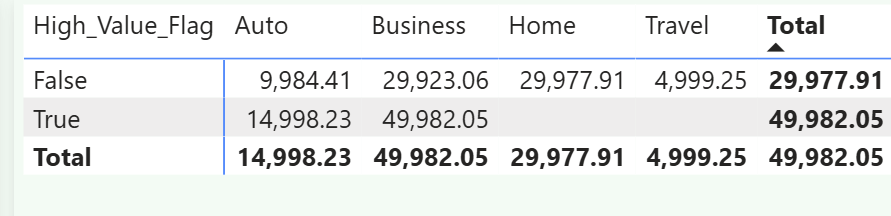 High_Value_Flag Auto Business Home Travel Total
False 9,984.41 29,923.06 29,977.91 4,999.25 29,977.91
True 14,998.23 49,982.05 49,982.05
Total 14,998.23 49,982.05 29,977.91 4,999.25 49,982.05